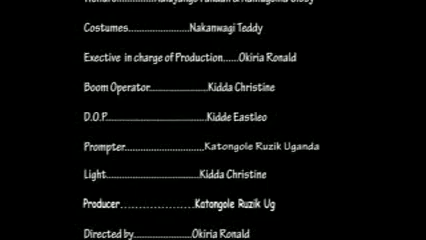 Costumes........................Nakanwagi Teddy
Exective in charge of Production......Okiria Ronald
Boom Operator......................Kidda Christine
D.O.P.......................................Kidde Eastleo
Prompter..............................Katongole Ruzik Uganda
Light....................................Kidda Christine
Producer .....................Katongole Ruzik Ug
Directed by......................Okiria Ronald